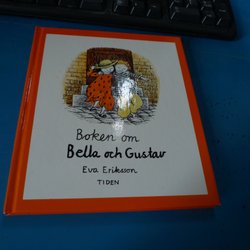 Boken om
Bella och Gustav
Eva Eriksson
TIDEN